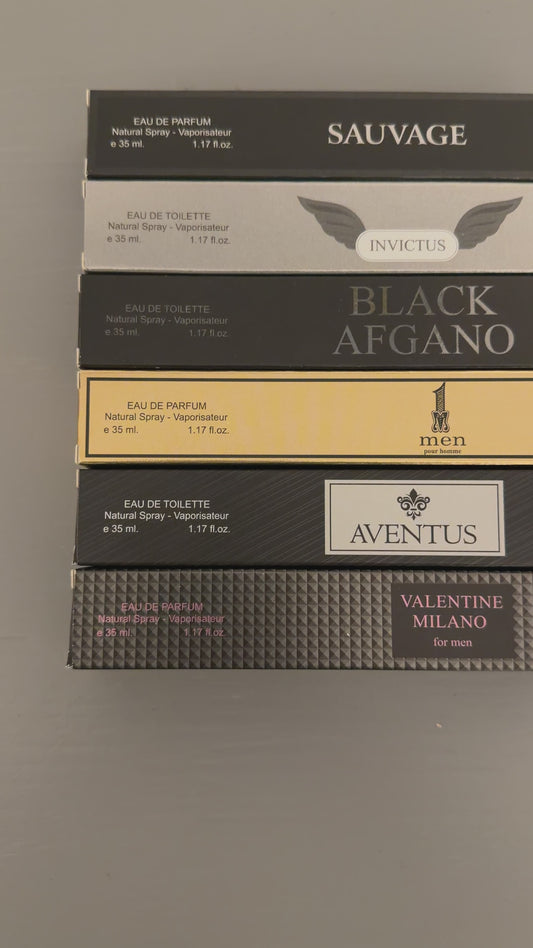 EAU DE PARFUM
Natural Spray - Vaporisateur
e 35 ml. 1.17 fl.oz.
SAUVAGE
EAU DE TOILETTE
Natural Spray - Vaporisateur
e 35 ml. 1.17 fl.oz.
INVICTUS
EAU DE TOILETTE
Natural Spray - Vaporisateur
e 35 ml. 1.17 fl.oz.
BLACK
AFGANO
EAU DE PARFUM
Natural Spray - Vaporisateur
e 35 ml. 1.17 fl.oz.
1
men
pour homme
EAU DE TOILETTE
Natural Spray - Vaporisateur
e 35 ml. 1.17 fl.oz.
AVENTUS
EAU DE PARFUM
Natural Spray - Vaporisateur
e 35 ml. 1.17 fl.oz.
VALENTINE
MILANO
for men